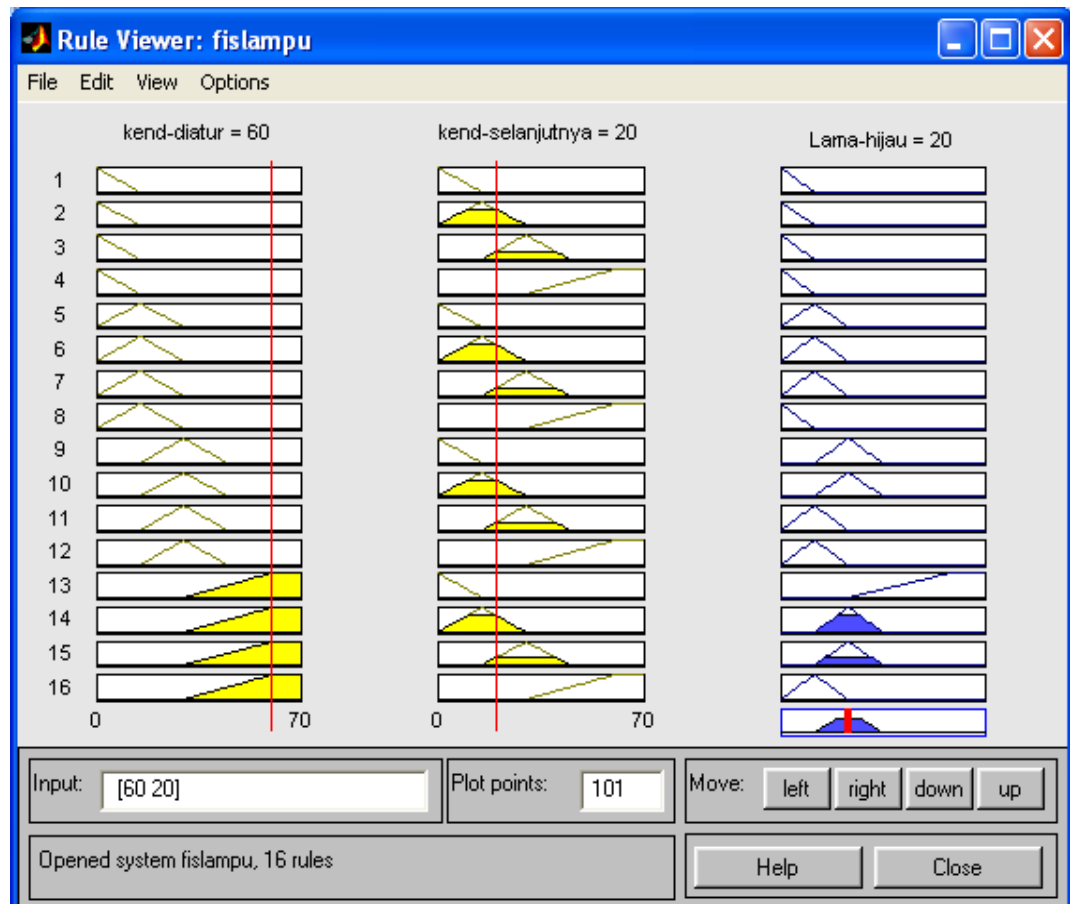 Rule Viewer: fislampu
File Edit View Options
kend-diatur = 60
kend-selanjutnya = 20
Lama-hijau = 20
1
2
3
4
5
6
7
8
9
10
11
12
13
14
15
16
0 70 0 70
Input: [60 20]
Plot points: 101
Move: left right down up
Opened system fislampu, 16 rules
Help Close